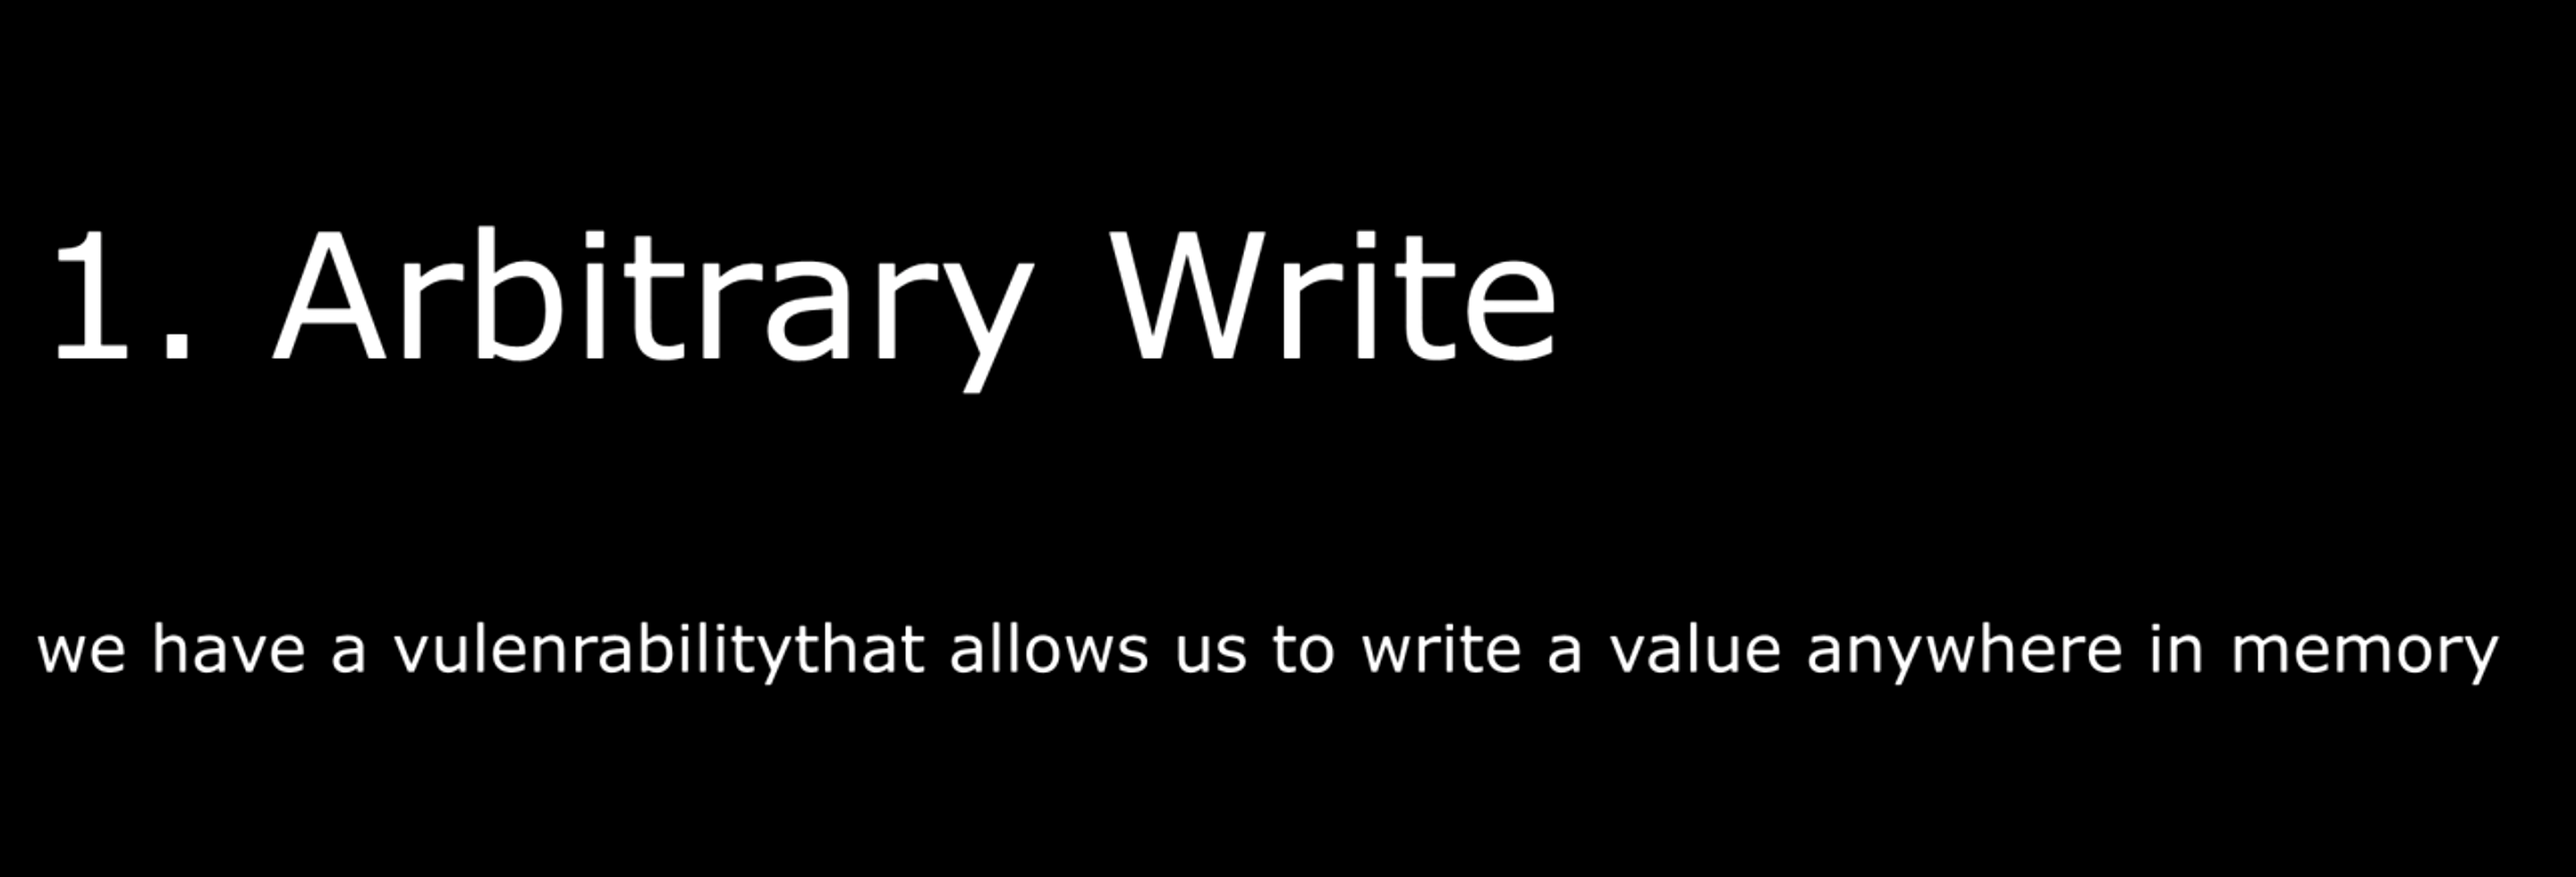 1. Arbitrary Write
we have a vulenrabilitythat allows us to write a value anywhere in memory